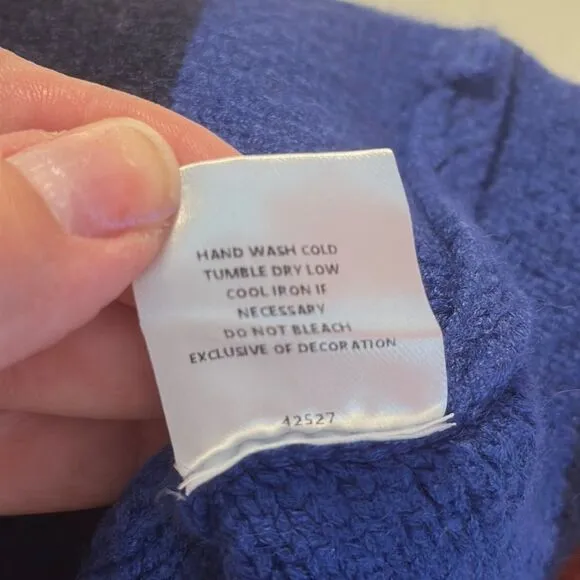 HAND WASH COLD
TUMBLE DRY LOW
COOL IRON IF
NECESSARY
DO NOT BLEACH
EXCLUSIVE OF DECORATION
42527